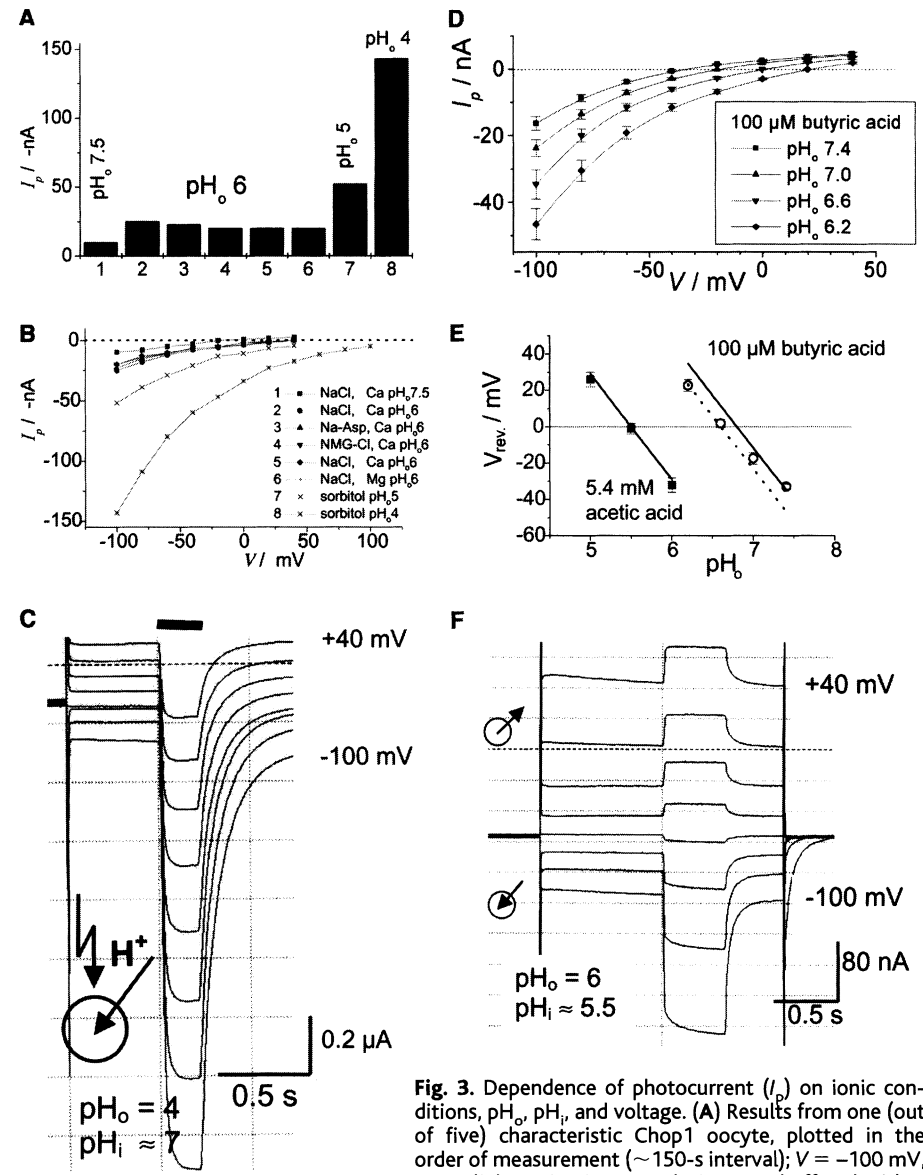 A
I_p / -nA
150
100
50
0
pH_o 7.5
pH_o 6
pH_o 5
pH_o 4
1 2 3 4 5 6 7 8
B
I_p / -nA
0
-50
-100
-150
1 NaCl, Ca pH_o7.5
2 NaCl, Ca pH_o6
3 Na-Asp, Ca pH_o6
4 NMG-Cl, Ca pH_o6
5 NaCl, Ca pH_o6
6 NaCl, Mg pH_o6
7 sorbitol pH_o5
8 sorbitol pH_o4
-100 -50 0 50 100
V / mV
C
+40 mV
-100 mV
H+
0.2 µA
0.5 s
pH_o = 4
pH_i ≈ 7
D
I_p / nA
0
-20
-40
100 µM butyric acid
pH_o 7.4
pH_o 7.0
pH_o 6.6
pH_o 6.2
-100 -50 0 50
V / mV
E
V_rev. / mV
40
20
0
-20
-40
-60
100 µM butyric acid
5.4 mM
acetic acid
5 6 7 8
pH_o
F
+40 mV
-100 mV
80 nA
0.5 s
pH_o = 6
pH_i ≈ 5.5
Fig. 3. Dependence of photocurrent (I_p) on ionic con-
ditions, pH_o, pH_i, and voltage. (A) Results from one (out
of five) characteristic Chop1 oocyte, plotted in the
order of measurement (~150-s interval); V = -100 mV,